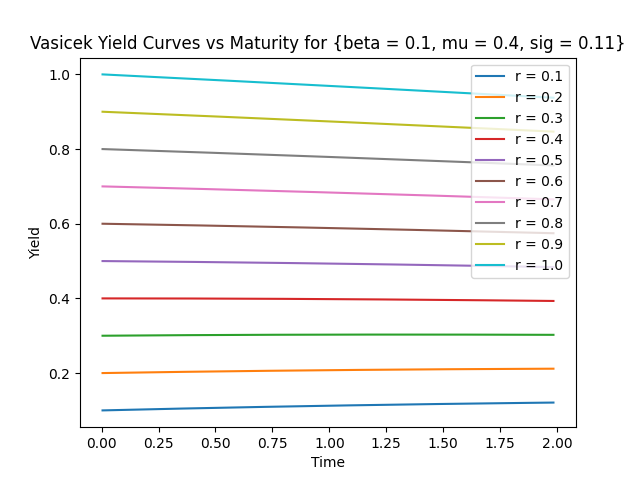 Vasicek Yield Curves vs Maturity for {beta = 0.1, mu = 0.4, sig = 0.11}
1.0
0.8
0.6
0.4
0.2
Yield
r = 0.1
r = 0.2
r = 0.3
r = 0.4
r = 0.5
r = 0.6
r = 0.7
r = 0.8
r = 0.9
r = 1.0
0.00 0.25 0.50 0.75 1.00 1.25 1.50 1.75 2.00
Time